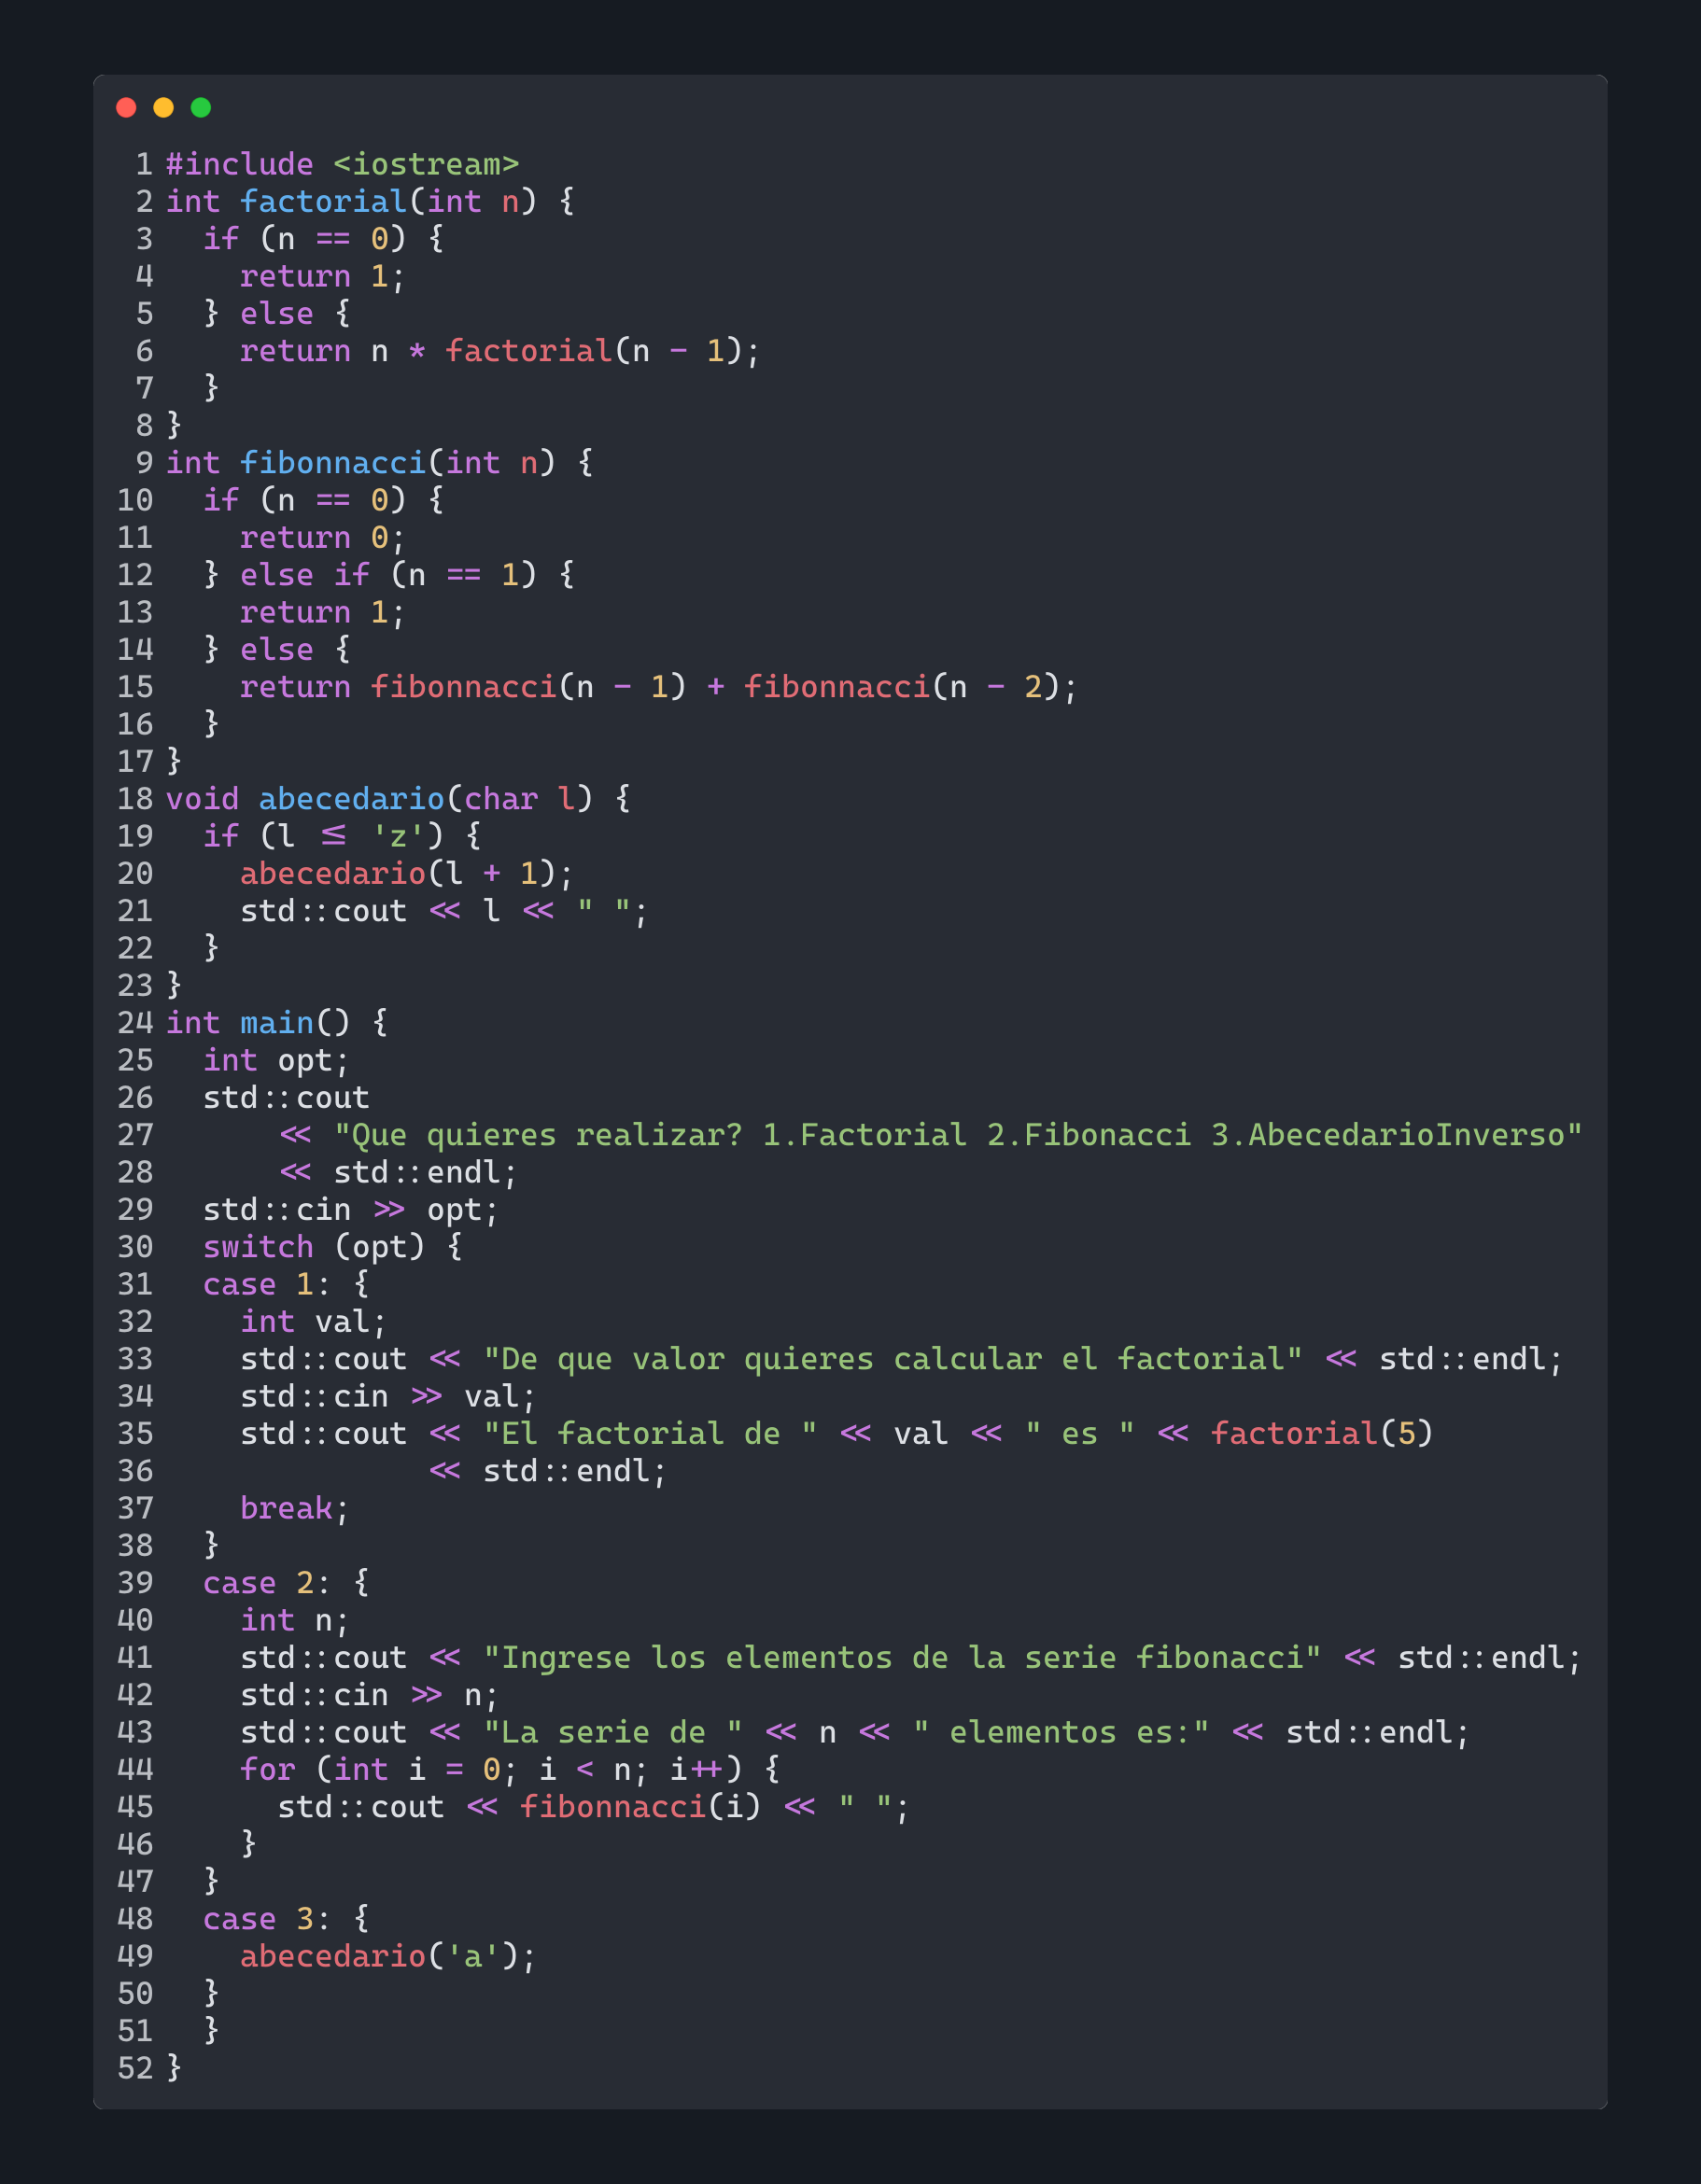 1 #include <iostream>
2 int factorial(int n) {
3   if (n == 0) {
4     return 1;
5   } else {
6     return n * factorial(n - 1);
7   }
8 }
9 int fibonnacci(int n) {
10   if (n == 0) {
11     return 0;
12   } else if (n == 1) {
13     return 1;
14   } else {
15     return fibonnacci(n - 1) + fibonnacci(n - 2);
16   }
17 }
18 void abecedario(char l) {
19   if (l <= 'z') {
20     abecedario(l + 1);
21     std::cout << l << " ";
22   }
23 }
24 int main() {
25   int opt;
26   std::cout
27       << "Que quieres realizar? 1.Factorial 2.Fibonacci 3.AbecedarioInverso"
28       << std::endl;
29   std::cin >> opt;
30   switch (opt) {
31   case 1: {
32     int val;
33     std::cout << "De que valor quieres calcular el factorial" << std::endl;
34     std::cin >> val;
35     std::cout << "El factorial de " << val << " es " << factorial(5)
36               << std::endl;
37     break;
38   }
39   case 2: {
40     int n;
41     std::cout << "Ingrese los elementos de la serie fibonacci" << std::endl;
42     std::cin >> n;
43     std::cout << "La serie de " << n << " elementos es:" << std::endl;
44     for (int i = 0; i < n; i++) {
45       std::cout << fibonnacci(i) << " ";
46     }
47   }
48   case 3: {
49     abecedario('a');
50   }
51   }
52 }